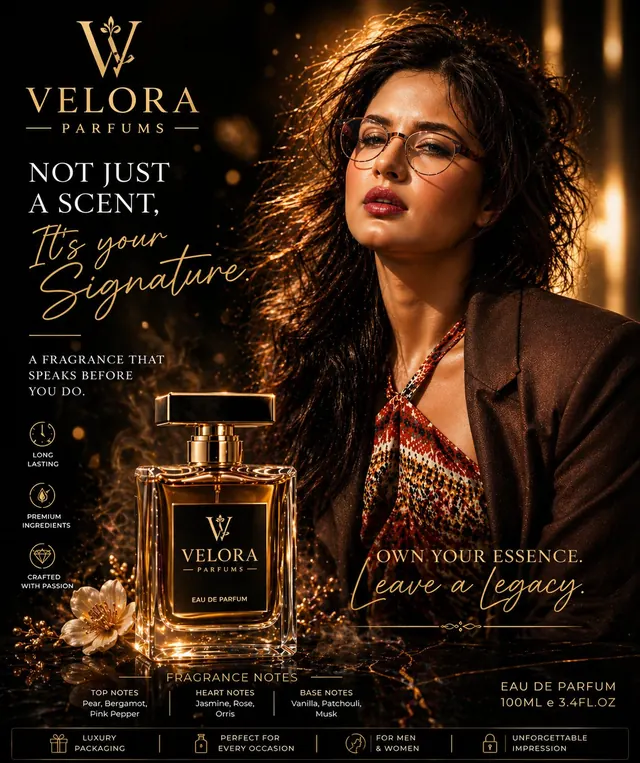 VELORA
PARFUMS
NOT JUST
A SCENT,
It's your
Signature.
A FRAGRANCE THAT
SPEAKS BEFORE
YOU DO.
LONG
LASTING
PREMIUM
INGREDIENTS
CRAFTED
WITH PASSION
VELORA
PARFUMS
EAU DE PARFUM
OWN YOUR ESSENCE.
Leave a Legacy.
FRAGRANCE NOTES
TOP NOTES
Pear, Bergamot,
Pink Pepper
HEART NOTES
Jasmine, Rose,
Orris
BASE NOTES
Vanilla, Patchouli,
Musk
EAU DE PARFUM
100ML e 3.4FL.OZ
LUXURY
PACKAGING
PERFECT FOR
EVERY OCCASION
FOR MEN
& WOMEN
UNFORGETTABLE
IMPRESSION